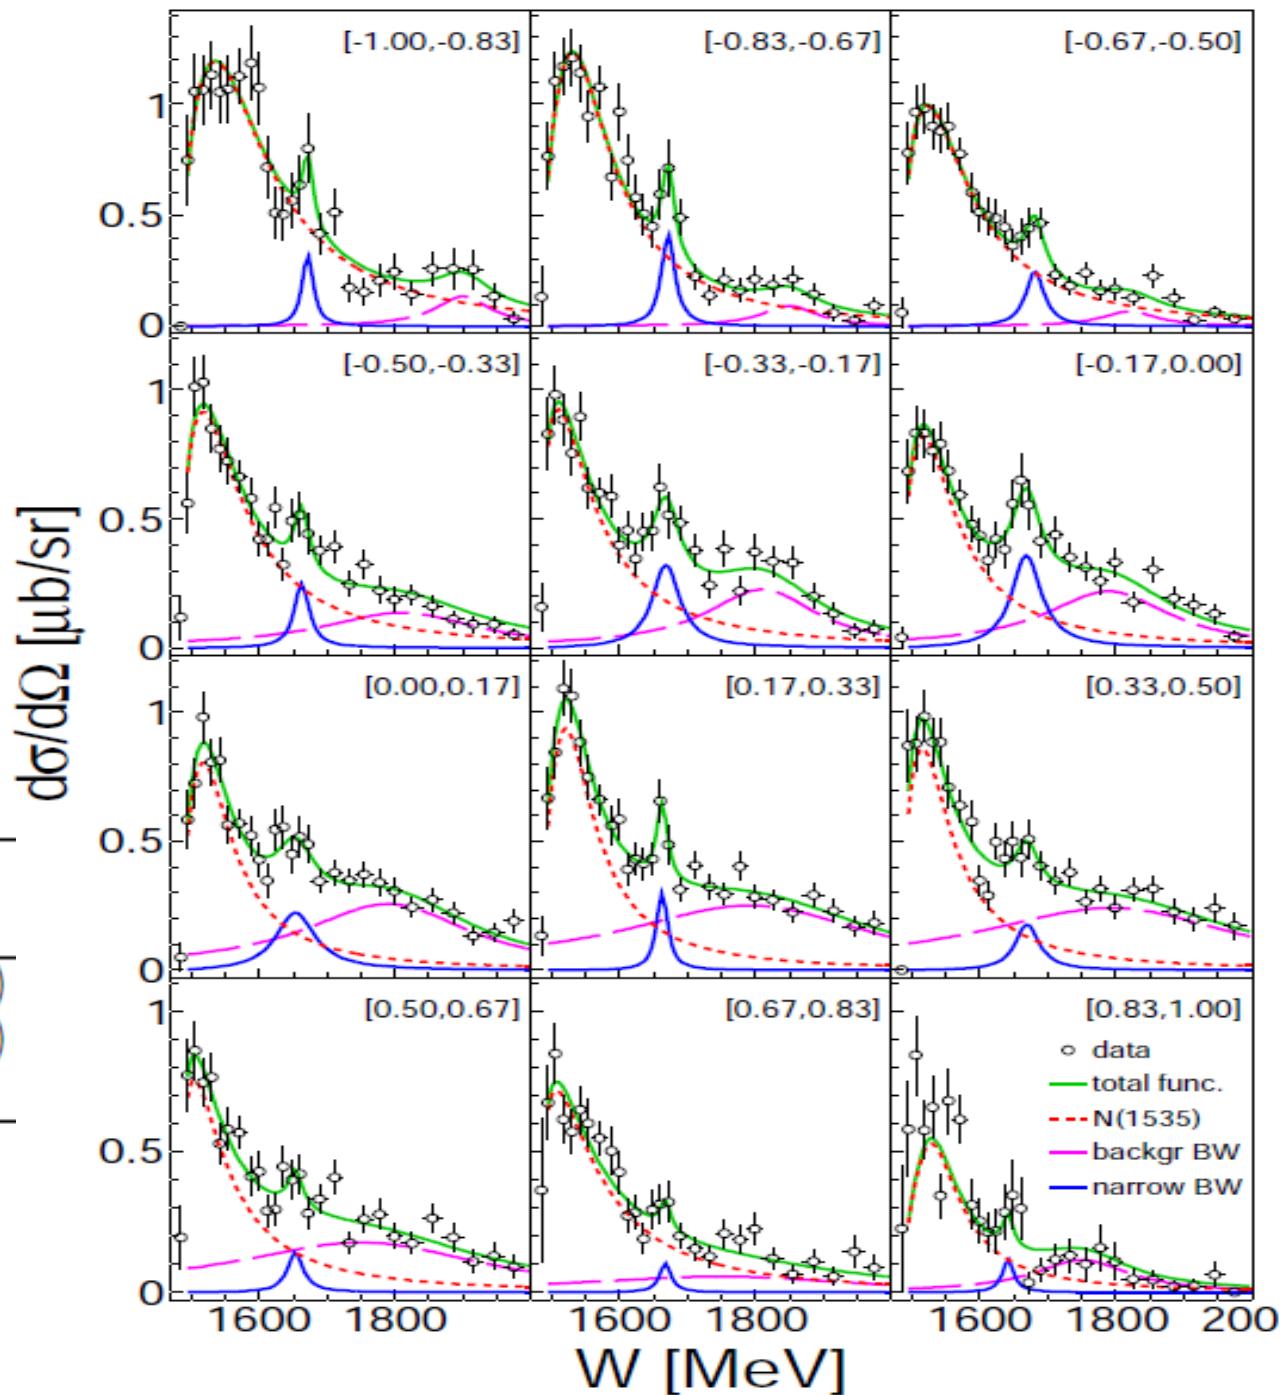 [-1.00,-0.83] [-0.83,-0.67] [-0.67,-0.50]
1
0.5
0
[-0.50,-0.33] [-0.33,-0.17] [-0.17,0.00]
1
0.5
0
[0.00,0.17] [0.17,0.33] [0.33,0.50]
1
0.5
0
[0.50,0.67] [0.67,0.83] [0.83,1.00]
1
0.5
0
data
total func.
N(1535)
backgr BW
narrow BW
1600 1800 1600 1800 1600 1800 200
W [MeV]
dσ/dΩ [μb/sr]